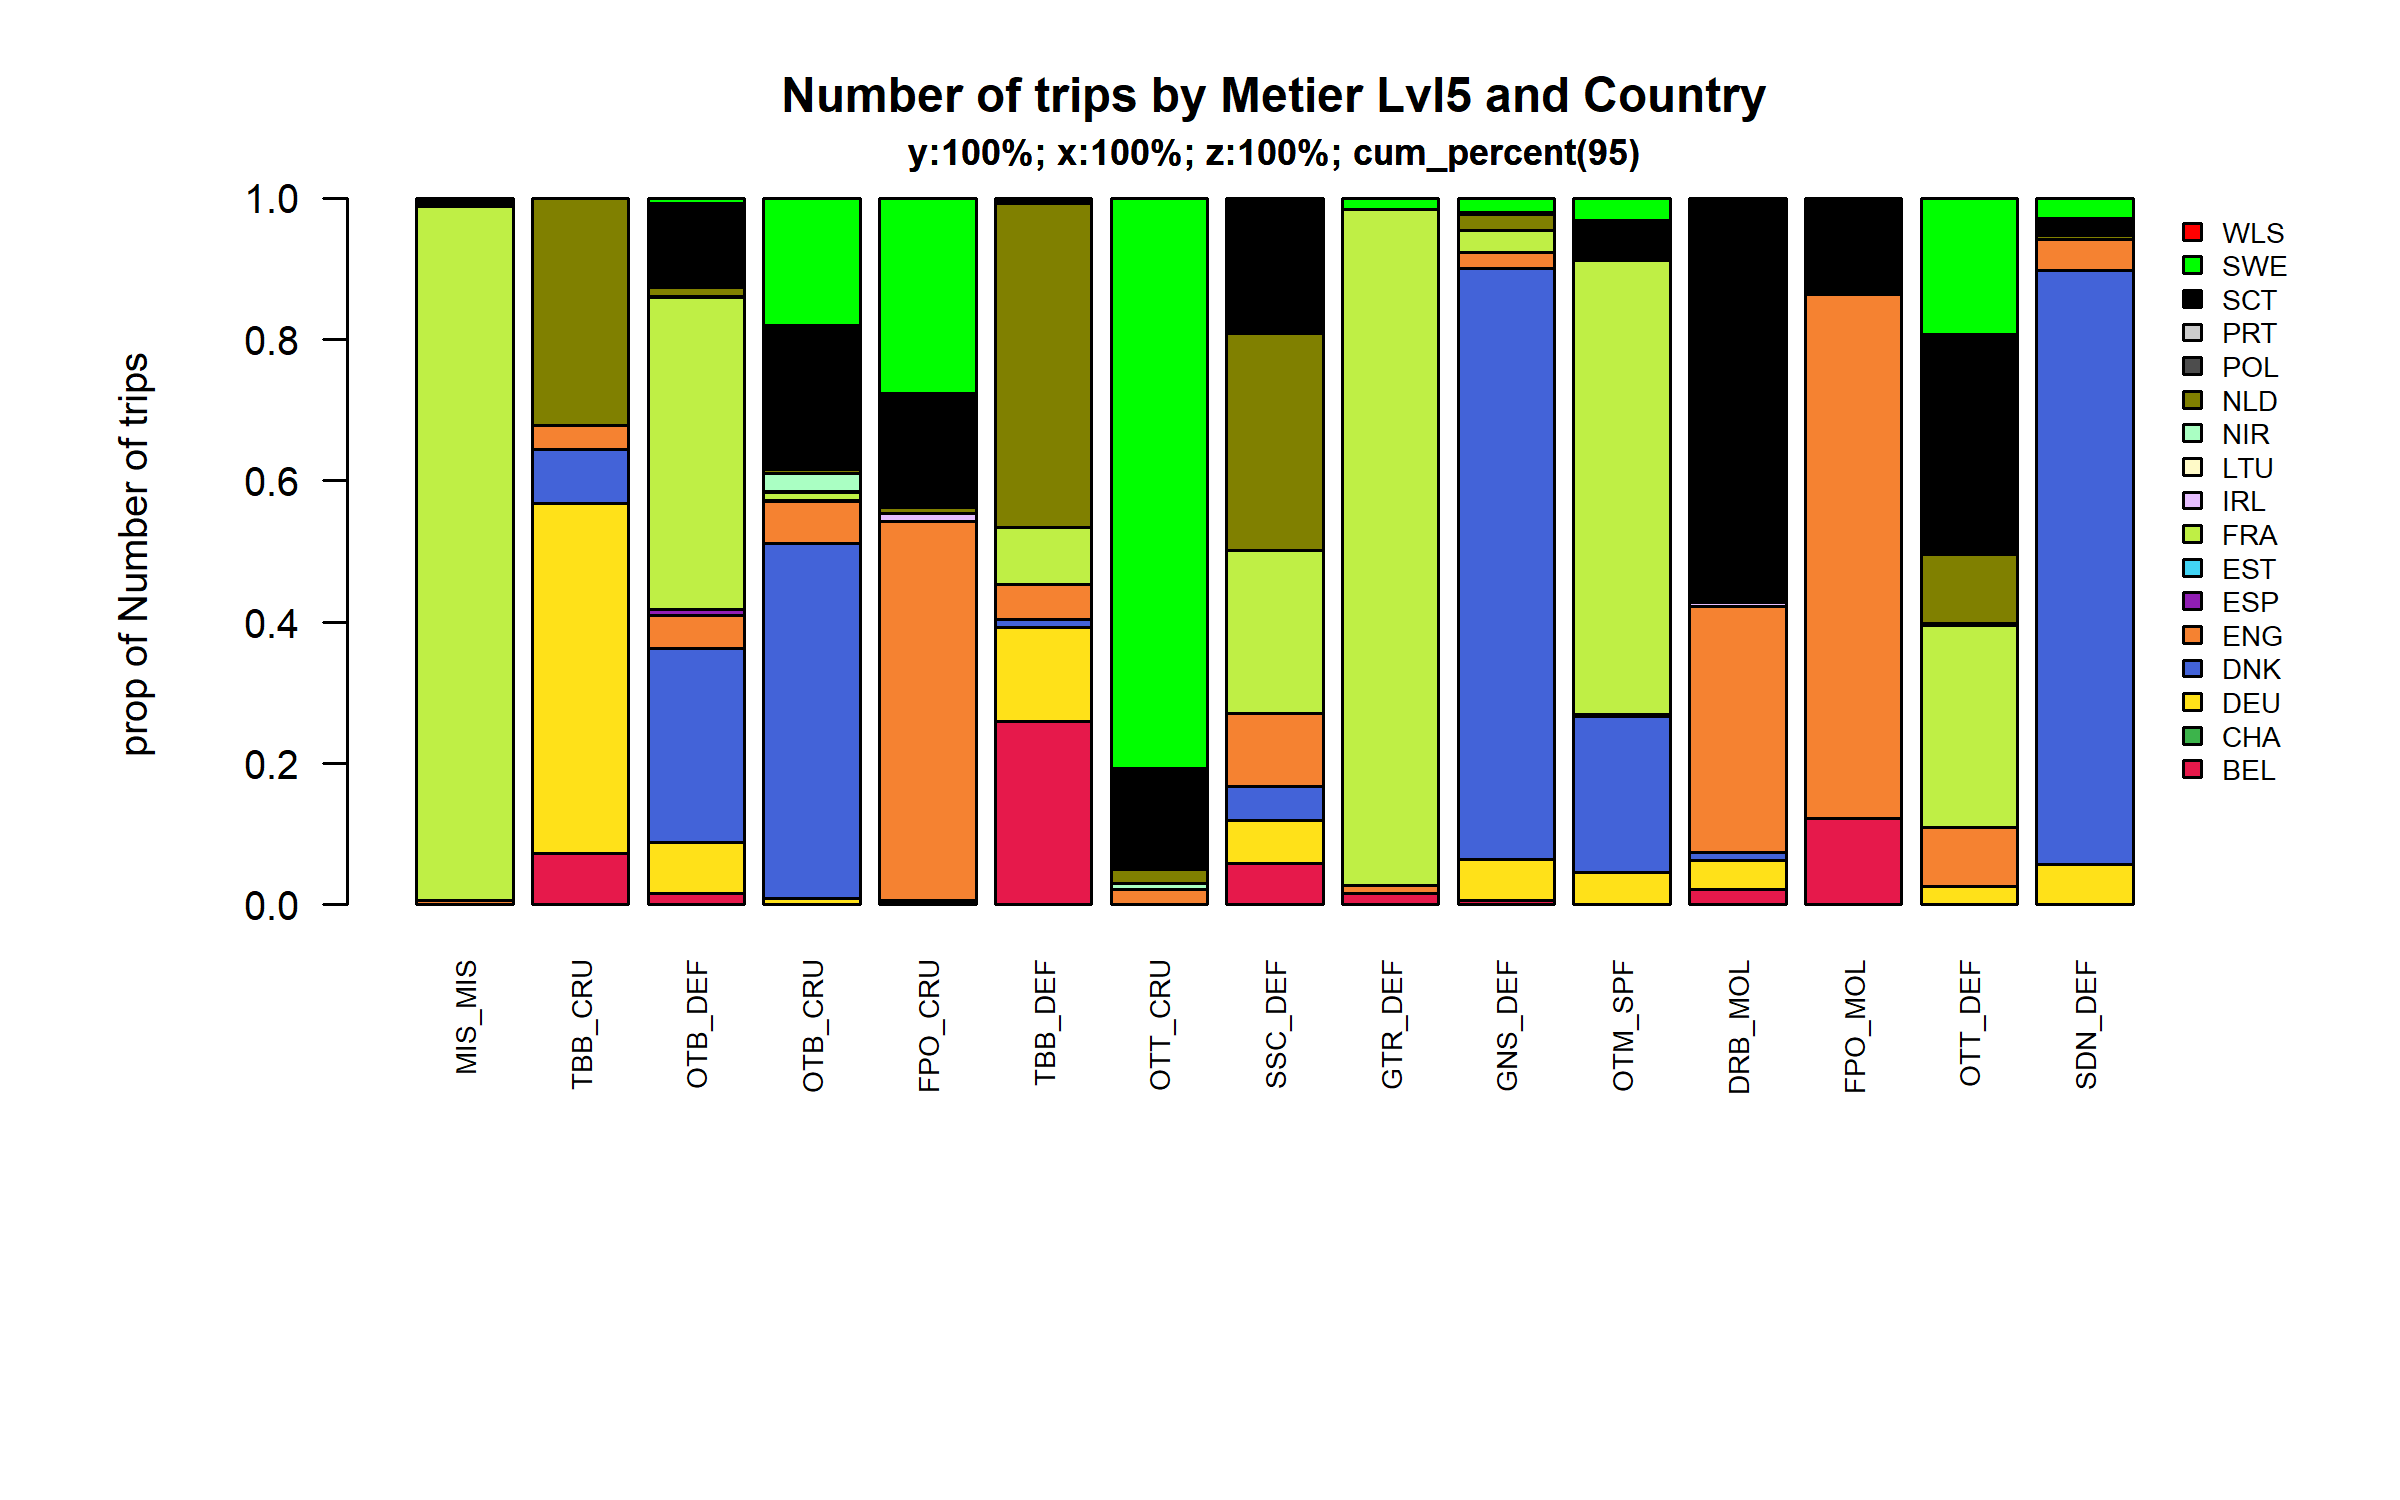 Number of trips by Metier Lvl5 and Country
y:100%; x:100%; z:100%; cum_percent(95)
prop of Number of trips
1.0
0.8
0.6
0.4
0.2
0.0
MIS_MIS
TBB_CRU
OTB_DEF
OTB_CRU
FPO_CRU
TBB_DEF
OTT_CRU
SSC_DEF
GTR_DEF
GNS_DEF
OTM_SPF
DRB_MOL
FPO_MOL
OTT_DEF
SDN_DEF
WLS
SWE
SCT
PRT
POL
NLD
NIR
LTU
IRL
FRA
EST
ESP
ENG
DNK
DEU
CHA
BEL